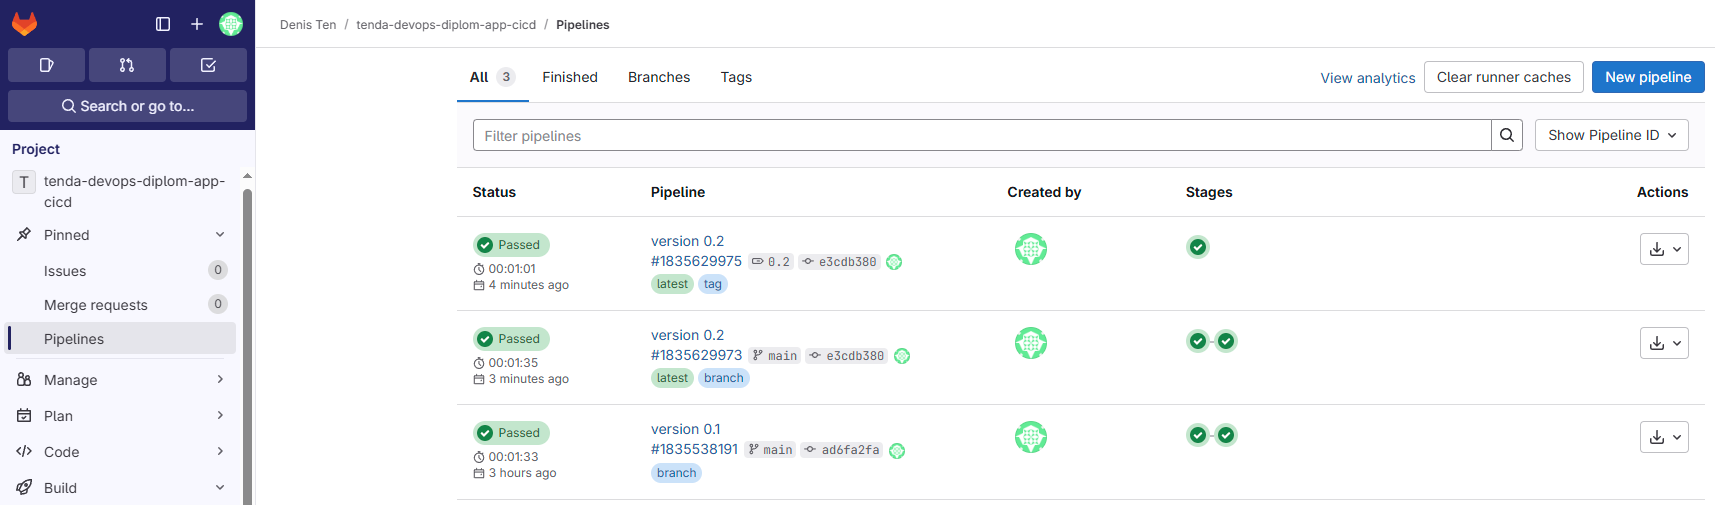 Denis Ten / tenda-devops-diplom-app-cicd / Pipelines
Search or go to...
Project
T tenda-devops-diplom-app-
cicd
Pinned
Issues 0
Merge requests 0
Pipelines
Manage
Plan
Code
Build
All 3 Finished Branches Tags View analytics Clear runner caches New pipeline
Filter pipelines Show Pipeline ID
Status Pipeline Created by Stages Actions
Passed version 0.2
#1835629975 0.2 e3cdb380
00:01:01
4 minutes ago
latest tag
Passed version 0.2
#1835629973 main e3cdb380
00:01:35
3 minutes ago
latest branch
Passed version 0.1
#1835538191 main ad6fa2fa
00:01:33
3 hours ago
branch